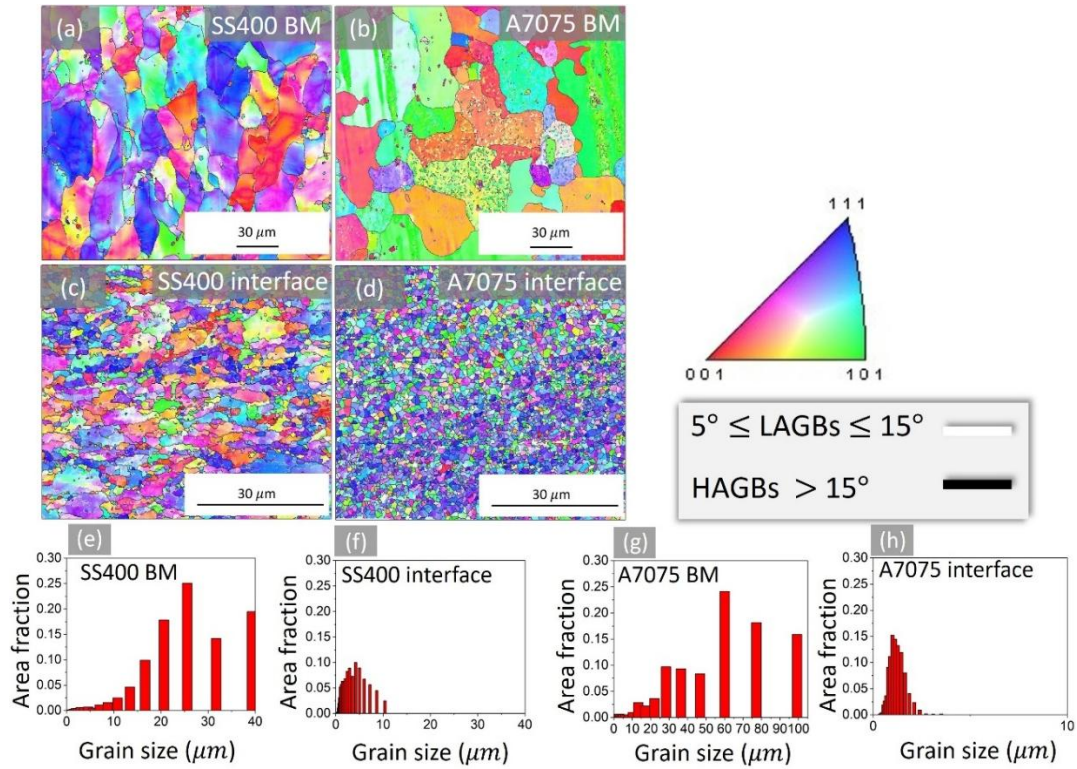 (a) SS400 BM
(b) A7075 BM
30 μm
30 μm
(c) SS400 interface
(d) A7075 interface
30 μm
30 μm
111
001
101
5° ≤ LAGBs ≤ 15°
HAGBs > 15°
(e)
SS400 BM
Area fraction
0.30
0.25
0.20
0.15
0.10
0.05
0.00
0 10 20 30 40
Grain size (μm)
(f)
SS400 interface
Area fraction
0.30
0.25
0.20
0.15
0.10
0.05
0.00
0 10 20 30 40
Grain size (μm)
(g)
A7075 BM
Area fraction
0.30
0.25
0.20
0.15
0.10
0.05
0.00
0 10 20 30 40 50 60 70 80 90 100
Grain size (μm)
(h)
A7075 interface
Area fraction
0.30
0.25
0.20
0.15
0.10
0.05
0.00
0 10
Grain size (μm)